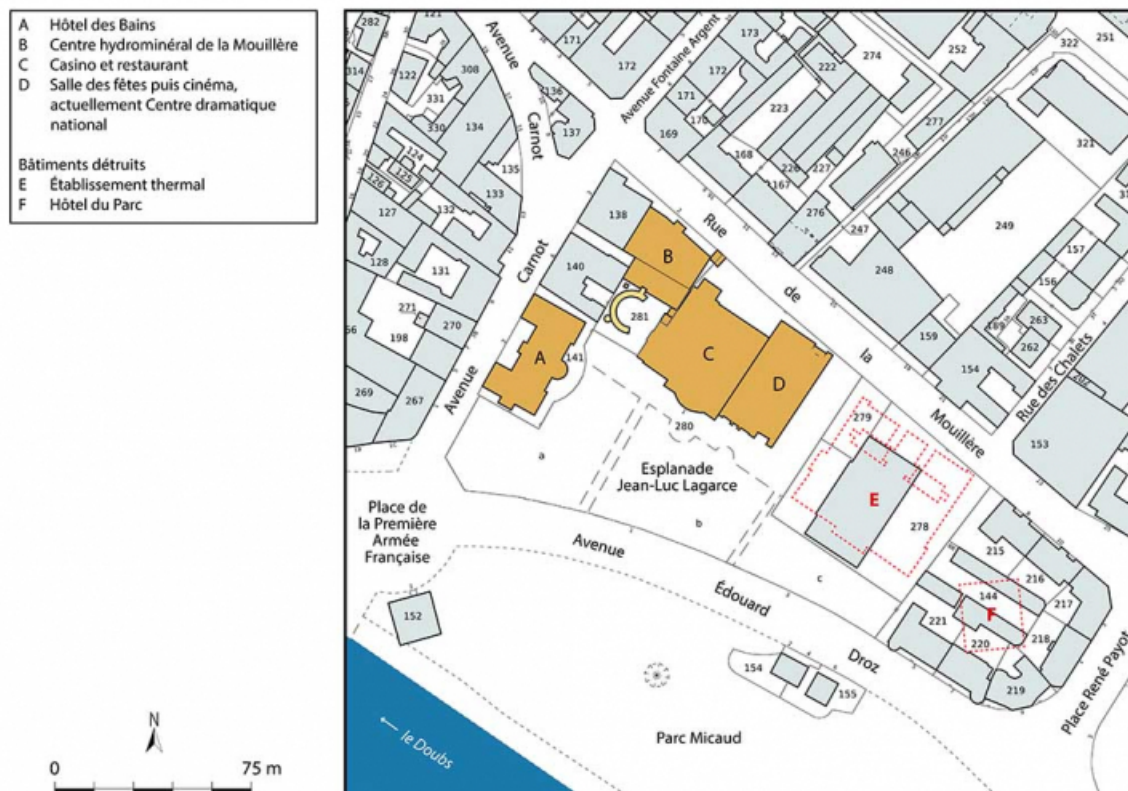 A Hôtel des Bains
B Centre hydrominéral de la Mouillère
C Casino et restaurant
D Salle des fêtes puis cinéma,
actuellement Centre dramatique
national
Bâtiments détruits
E Établissement thermal
F Hôtel du Parc
N
0 75 m
282
121
314
122
308
331
330
134
124
125
126
135
133
127
132
128
131
271
198
270
269
267
Avenue
Carnot
Carnot
Avenue
171
172
136
137
Avenue Fontaine Argent
173
172
171
170
169
168
222
223
274
252
322
251
277
246
226
227
167
276
247
321
249
248
157
156
189
263
262
159
154
153
Rue
de
la
Mouillère
Rue des Chalets
138
140
141
281
280
279
278
A
B
C
D
E
F
a
b
c
Esplanade
Jean-Luc Lagarce
Place de
la Première
Armée
Française
Avenue
Édouard
Droz
215
216
144
217
221
220
218
219
Place René Payot
152
154
155
Parc Micaud
← le Doubs